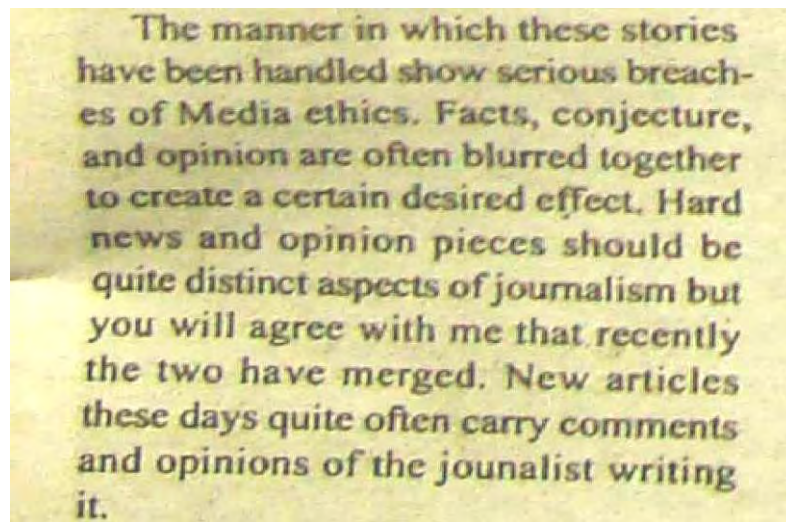 The manner in which these stories
have been handled show serious breach-
es of Media ethics. Facts, conjecture,
and opinion are often blurred together
to create a certain desired effect. Hard
news and opinion pieces should be
quite distinct aspects of journalism but
you will agree with me that recently
the two have merged. New articles
these days quite often carry comments
and opinions of the jounalist writing
it.